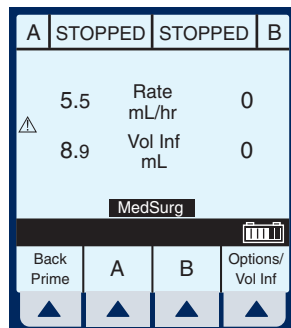 A STOPPED STOPPED B
5.5 Rate mL/hr 0
8.9 Vol Inf mL 0
MedSurg
Back Prime A B Options/ Vol Inf